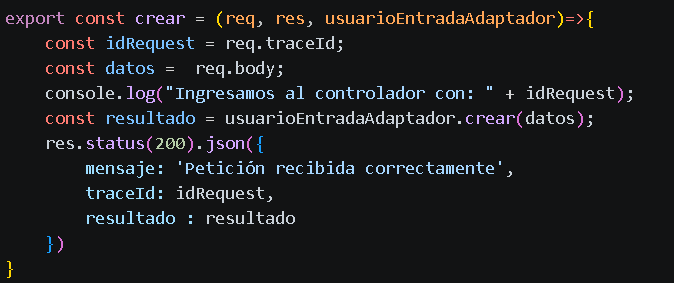 export const crear = (req, res, usuarioEntradaAdaptador)=>{
    const idRequest = req.traceId;
    const datos =  req.body;
    console.log("Ingresamos al controlador con: " + idRequest);
    const resultado = usuarioEntradaAdaptador.crear(datos);
    res.status(200).json({
        mensaje: 'Petición recibida correctamente',
        traceId: idRequest,
        resultado : resultado
    })
}